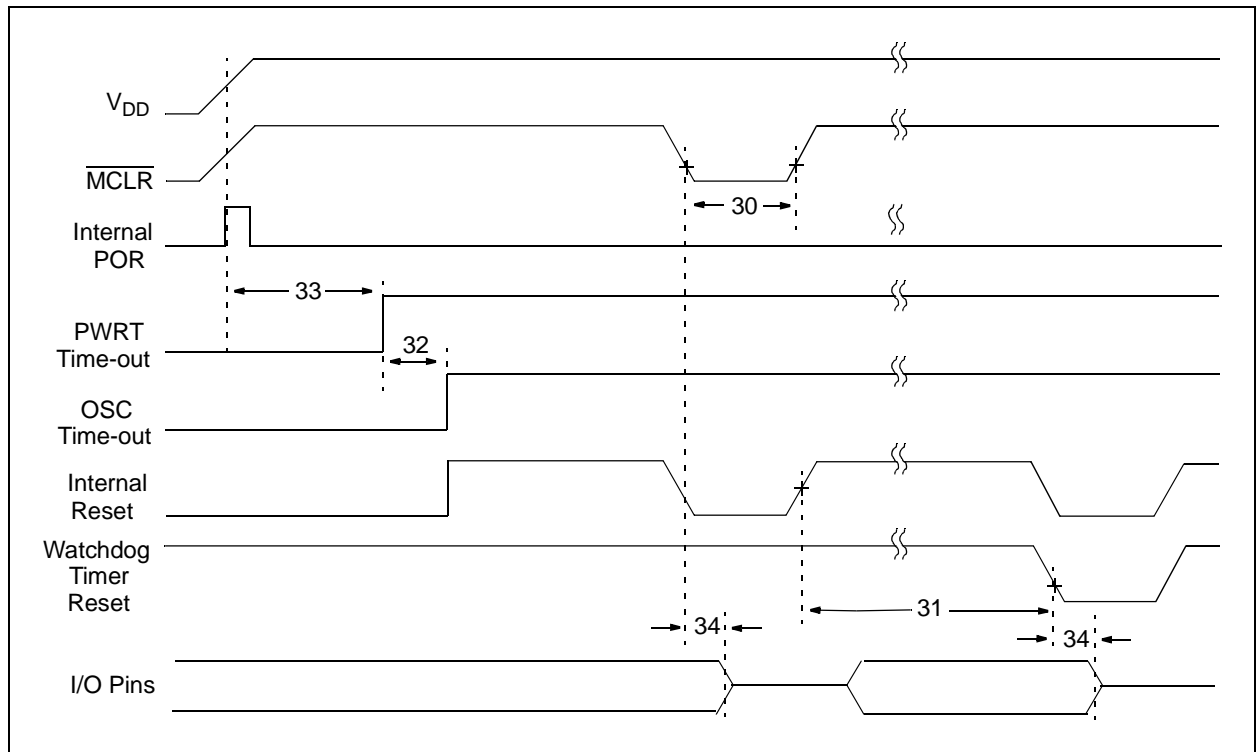 VDD
MCLR
30
Internal
POR
33
PWRT
Time-out
32
OSC
Time-out
Internal
Reset
Watchdog
Timer
Reset
31
34
34
I/O Pins